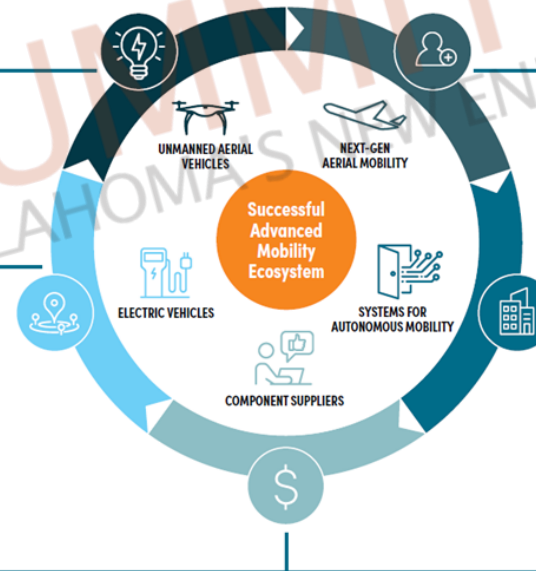 UNMANNED AERIAL
VEHICLES
NEXT-GEN
AERIAL MOBILITY
Successful
Advanced
Mobility
Ecosystem
ELECTRIC VEHICLES
SYSTEMS FOR
AUTONOMOUS MOBILITY
COMPONENT SUPPLIERS
$